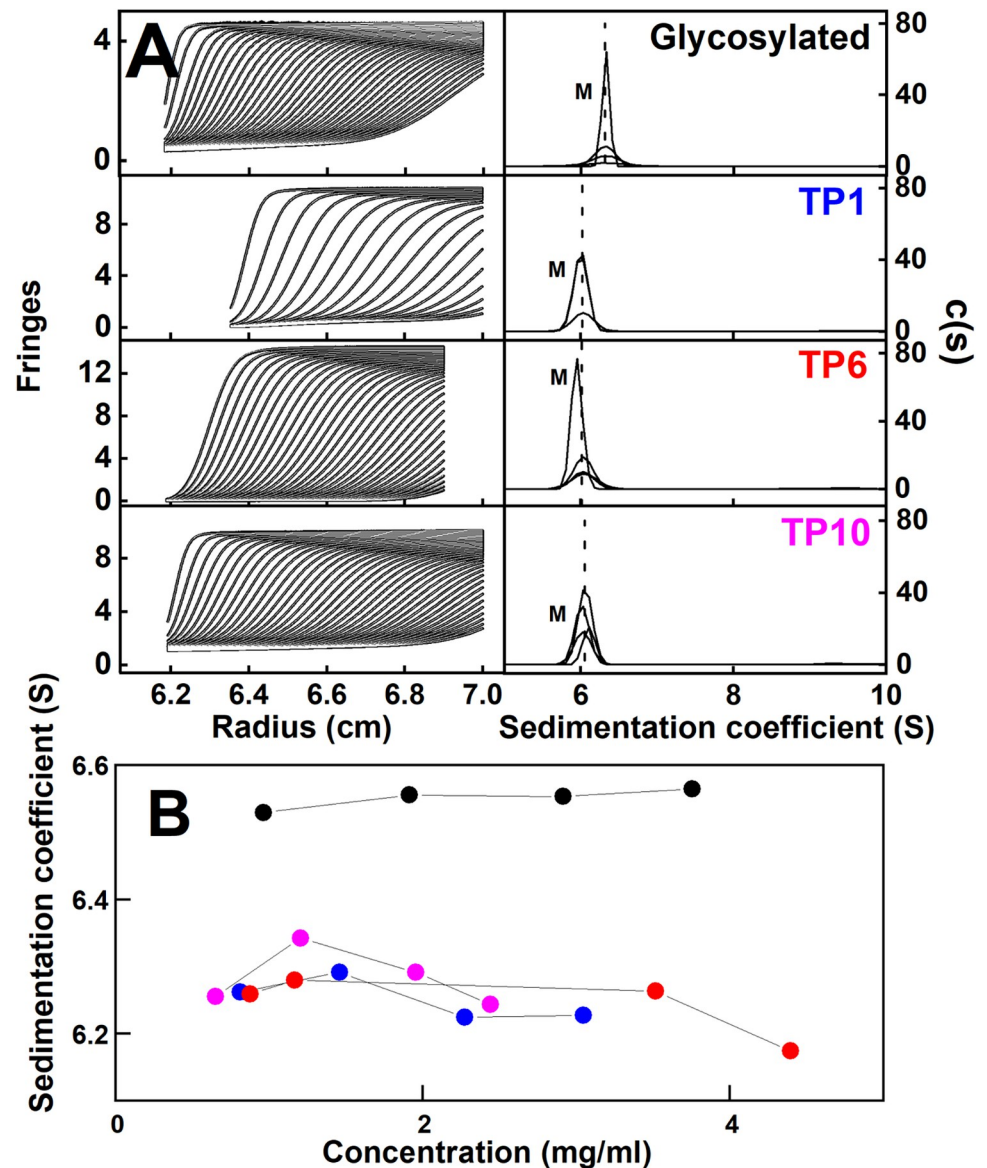 A
Fringes
4
0
8
4
0
12
8
4
0
8
4
0
6.2 6.4 6.6 6.8 7.0
Radius (cm)
Glycosylated
M
80
40
0
TP1
M
80
40
0
TP6
M
80
40
0
TP10
M
80
40
0
c(s)
6 8 10
Sedimentation coefficient (S)
B
Sedimentation coefficient (S)
6.6
6.4
6.2
0 2 4
Concentration (mg/ml)